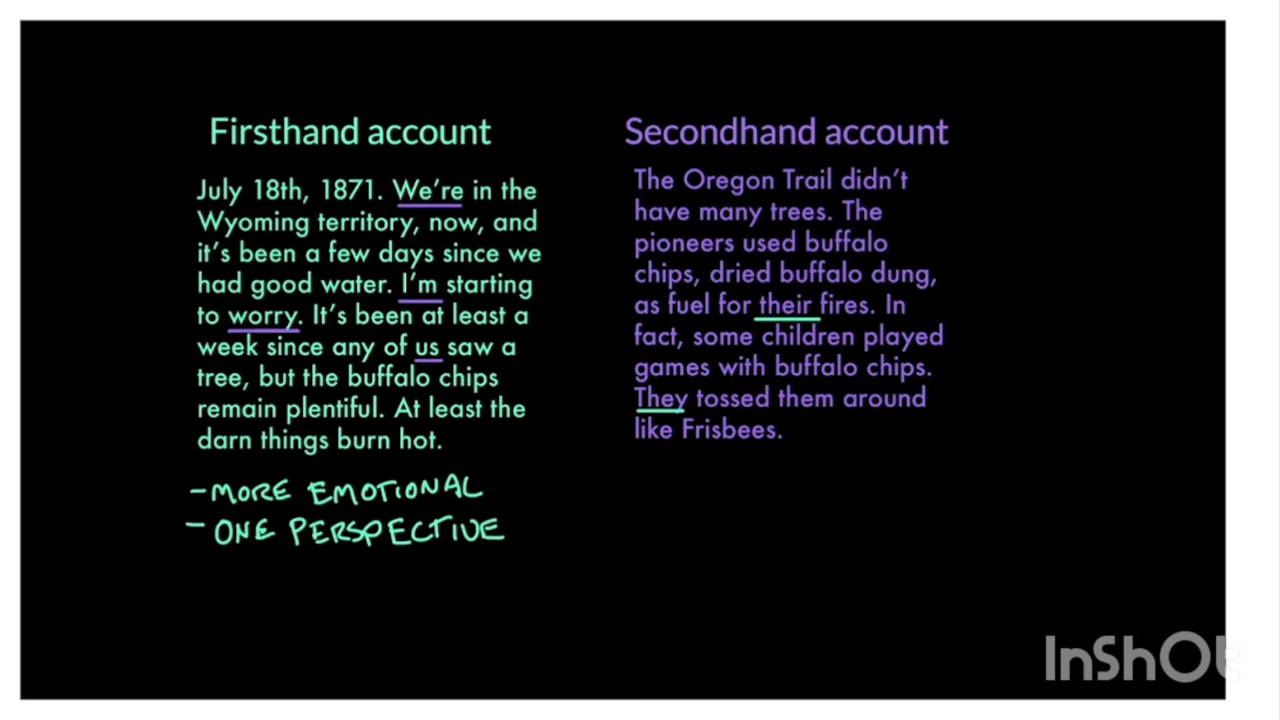 Firsthand account
July 18th, 1871. We're in the
Wyoming territory, now, and
it's been a few days since we
had good water. I'm starting
to worry. It's been at least a
week since any of us saw a
tree, but the buffalo chips
remain plentiful. At least the
darn things burn hot.
- MORE EMOTIONAL
- ONE PERSPECTIVE
Secondhand account
The Oregon Trail didn't
have many trees. The
pioneers used buffalo
chips, dried buffalo dung,
as fuel for their fires. In
fact, some children played
games with buffalo chips.
They tossed them around
like Frisbees.
InShOt